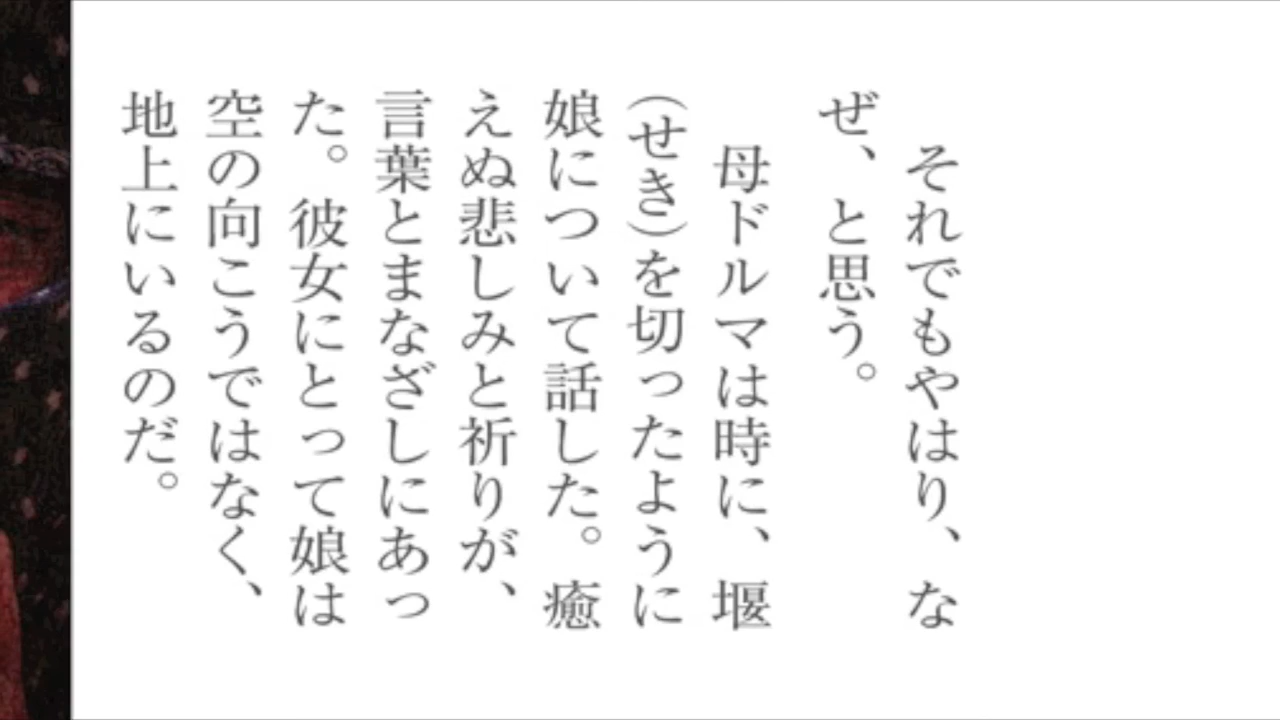 それでもやはり、な
ぜ、と思う。
母ドルマは時に、堰
（せき）を切ったように
娘について話した。癒
えぬ悲しみと祈りが、
言葉とまなざしにあっ
た。彼女にとって娘は
空の向こうではなく、
地上にいるのだ。